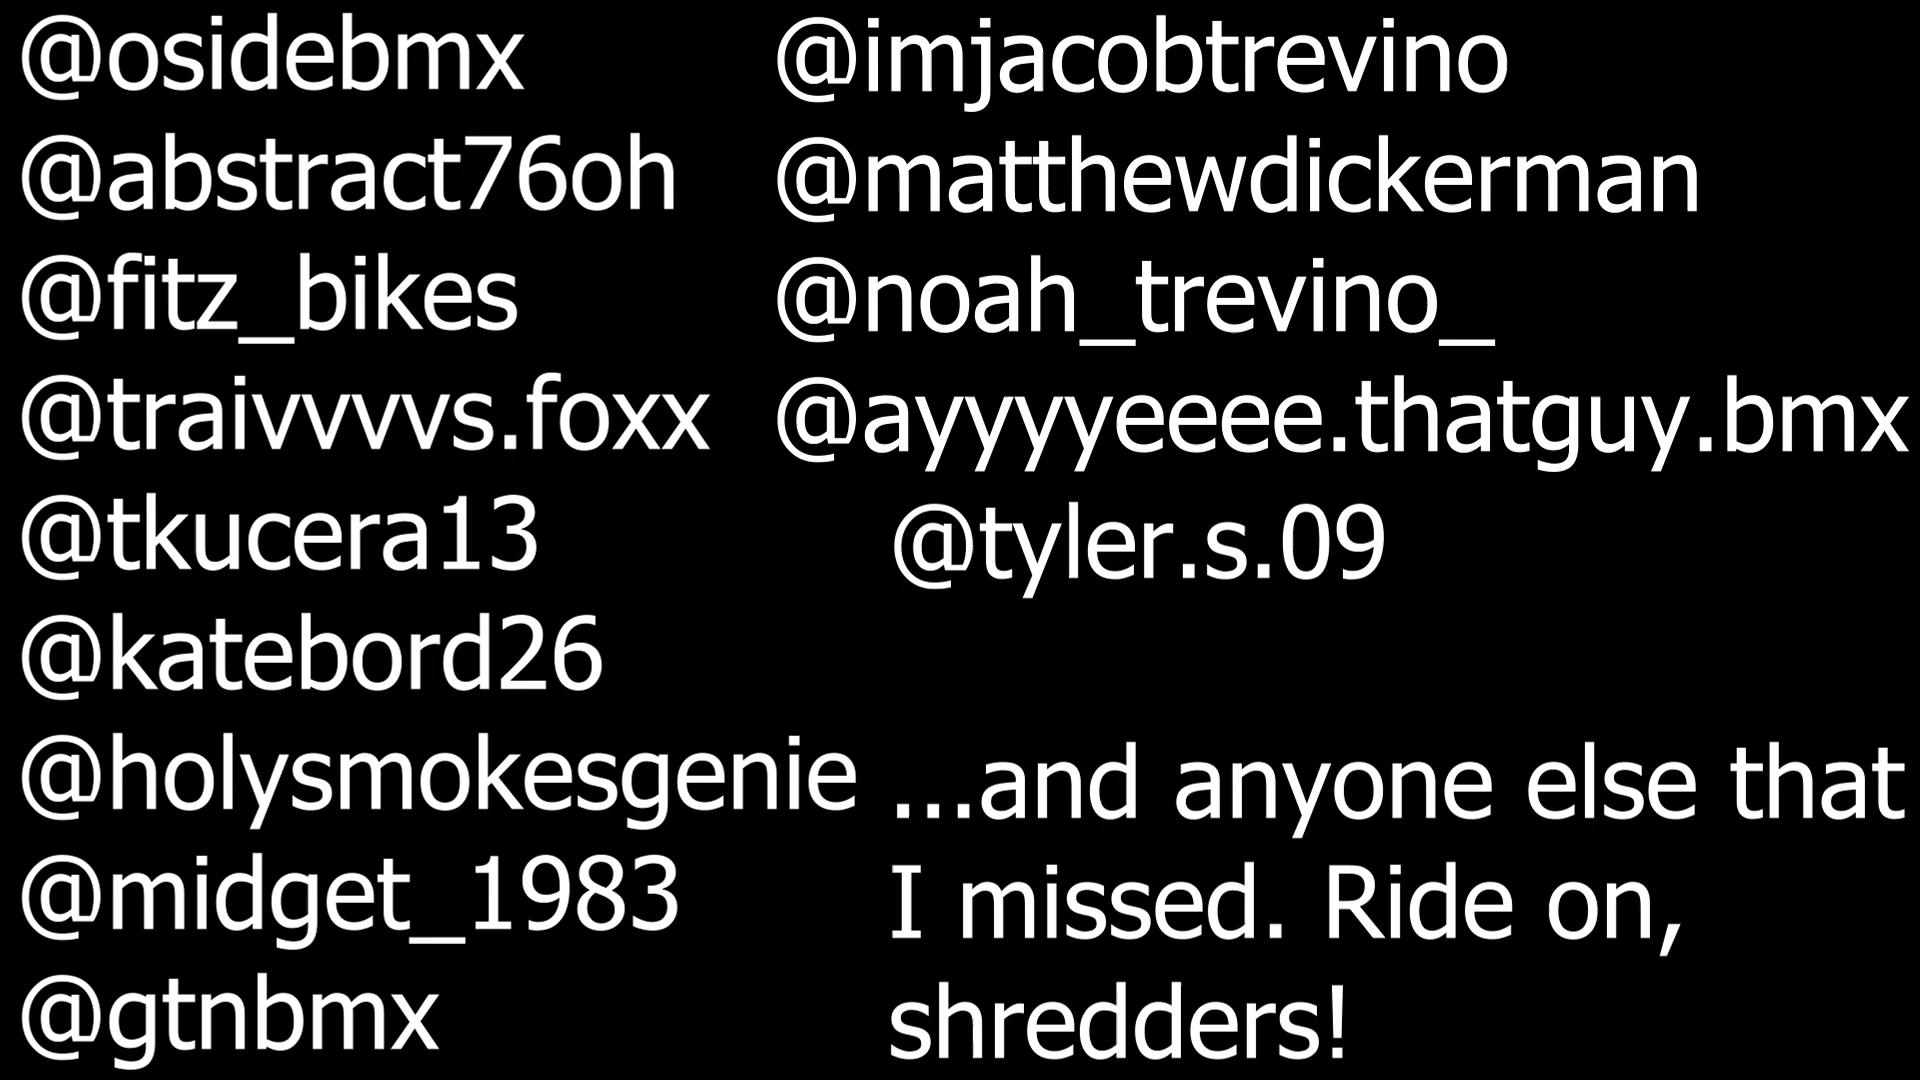 @osidebmx
@abstract76oh
@fitz_bikes
@traivvvvs.foxx
@tkucera13
@katebord26
@holysmokesgenie
@midget_1983
@gtnbmx
@imjacobtrevino
@matthewdickerman
@noah_trevino_
@ayyyyeeee.thatguy.bmx
@tyler.s.09
...and anyone else that
I missed. Ride on,
shredders!